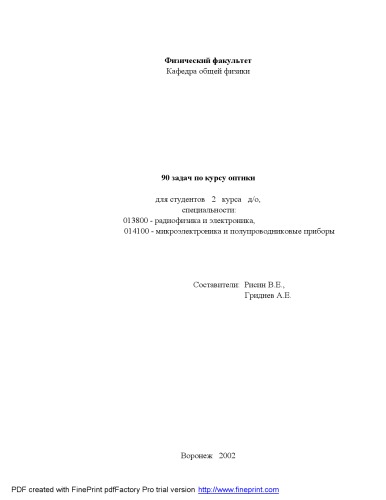 Физический факультет
Кафедра общей физики
90 задач по курсу оптики
для студентов 2 курса д/о,
специальности:
013800 - радиофизика и электроника,
014100 - микроэлектроника и полупроводниковые приборы
Составители: Рисин В.Е.,
Гриднев А.Е.
Воронеж 2002
PDF created with FinePrint pdfFactory Pro trial version http://www.fineprint.com